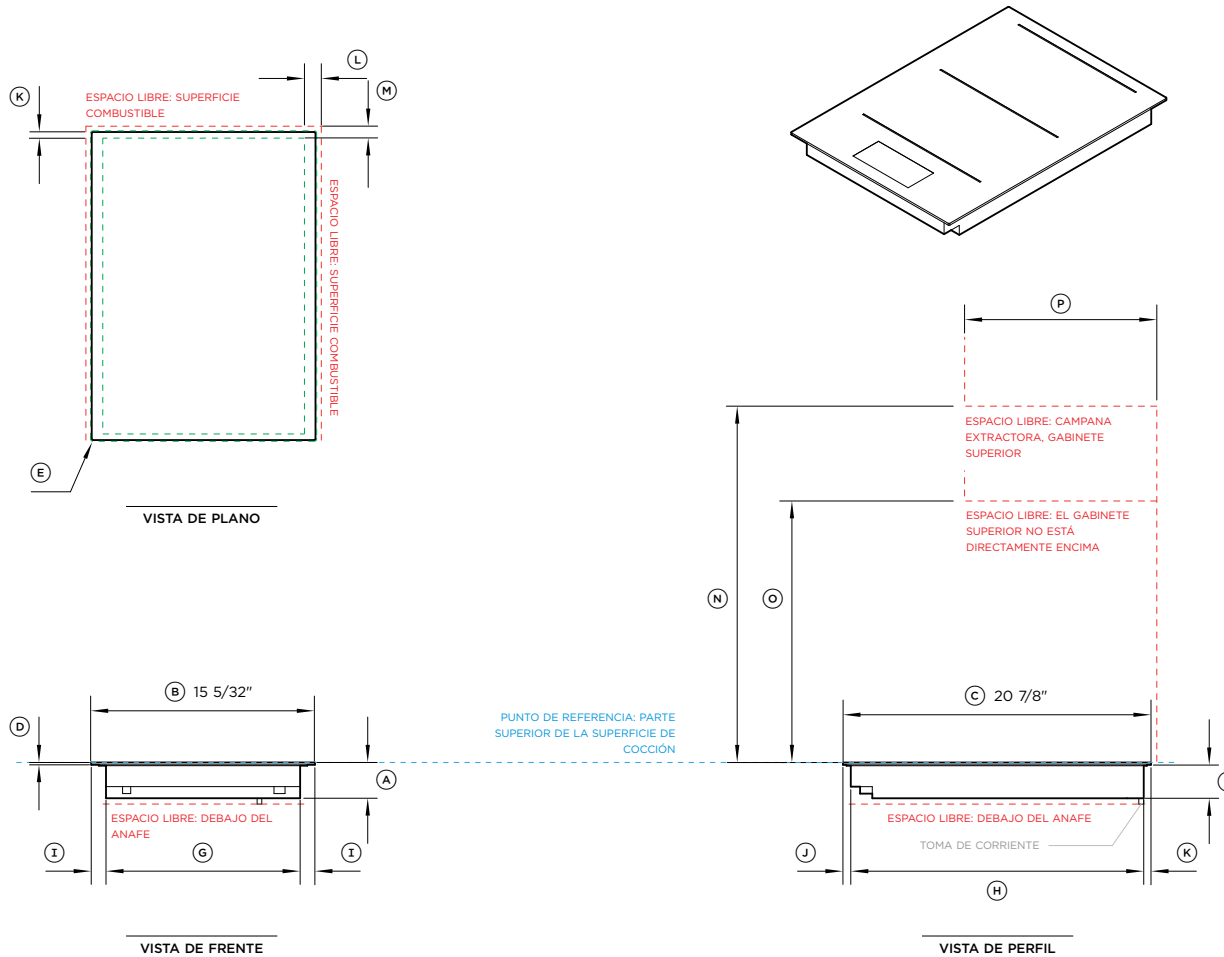 L
K
M
ESPACIO LIBRE: SUPERFICIE
COMBUSTIBLE
ESPACIO LIBRE: SUPERFICIE COMBUSTIBLE
E
VISTA DE PLANO
P
ESPACIO LIBRE: CAMPANA
EXTRACTORA, GABINETE
SUPERIOR
ESPACIO LIBRE: EL GABINETE
SUPERIOR NO ESTÁ
DIRECTAMENTE ENCIMA
N
O
B 15 5/32"
C 20 7/8"
D
PUNTO DE REFERENCIA: PARTE
SUPERIOR DE LA SUPERFICIE DE
COCCIÓN
A
ESPACIO LIBRE: DEBAJO DEL
ANAFE
ESPACIO LIBRE: DEBAJO DEL ANAFE
TOMA DE CORRIENTE
I
G
I
J
K
H
VISTA DE FRENTE
VISTA DE PERFIL